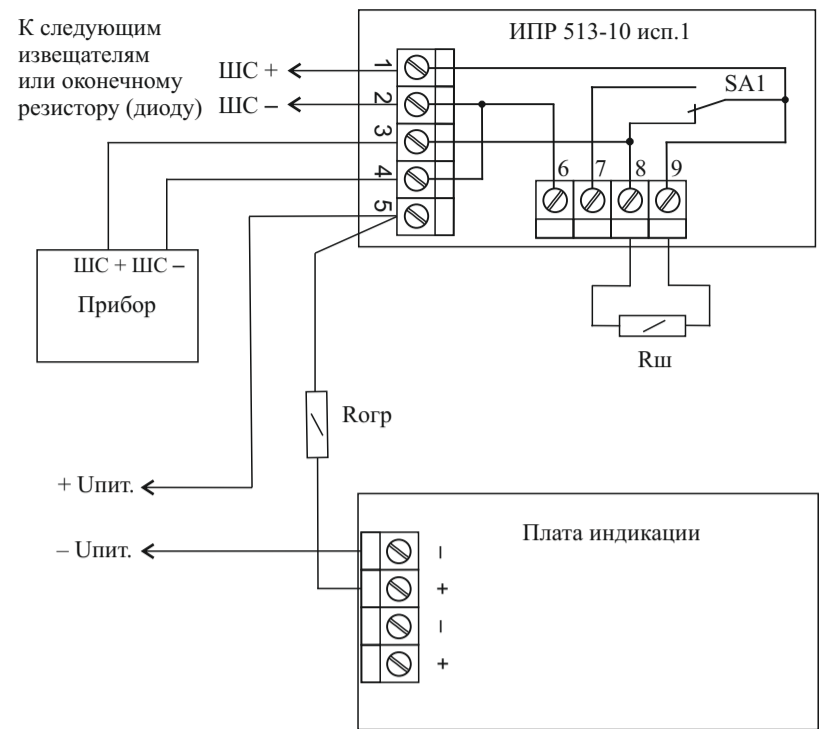 К следующим
извещателям
или оконечному
резистору (диоду)
ШС +
ШС –
ИПР 513-10 исп.1
SA1
1
2
3
4
5
6 7 8 9
ШС + ШС –
Прибор
Rш
Rогр
+ Uпит.
– Uпит.
Плата индикации
–
+
–
+